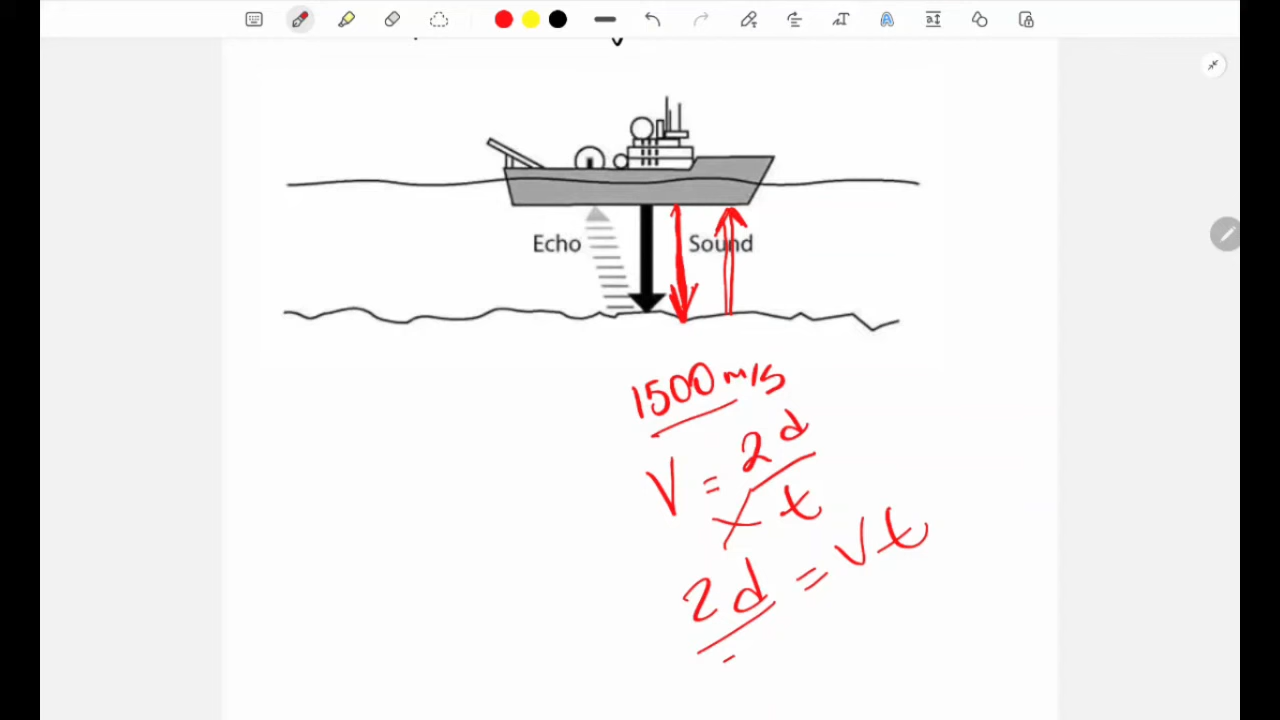 Echo
Sound
1500 m/s
V = 2d
t
2d = Vt